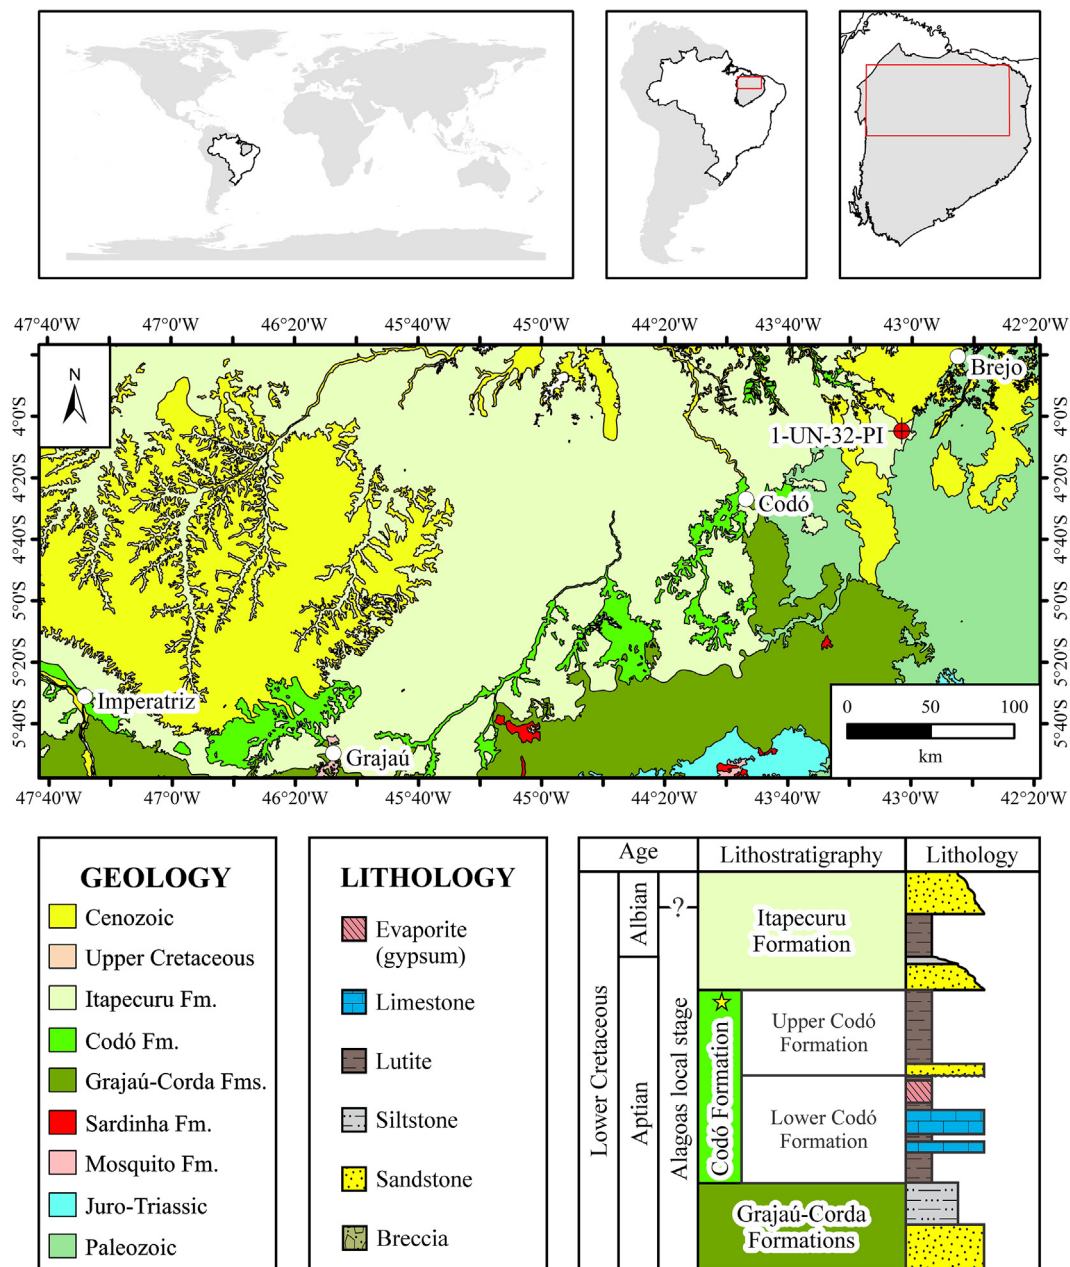 47°40'W 47°0'W 46°20'W 45°40'W 45°0'W 44°20'W 43°40'W 43°0'W 42°20'W
N
4°0'S
4°20'S
4°40'S
5°0'S
5°20'S
5°40'S
Brejo
1-UN-32-PI
Codó
Imperatriz
Grajaú
4°0'S
4°20'S
4°40'S
5°0'S
5°20'S
5°40'S
0 50 100
km
47°40'W 47°0'W 46°20'W 45°40'W 45°0'W 44°20'W 43°40'W 43°0'W 42°20'W
GEOLOGY
Cenozoic
Upper Cretaceous
Itapecuru Fm.
Codó Fm.
Grajaú-Corda Fms.
Sardinha Fm.
Mosquito Fm.
Juro-Triassic
Paleozoic
LITHOLOGY
Evaporite
(gypsum)
Limestone
Lutite
Siltstone
Sandstone
Breccia
Age Lithostratigraphy Lithology
Lower Cretaceous
Albian
Aptian
?
Alagoas local stage
Itapecuru
Formation
Codó Formation
Upper Codó
Formation
Lower Codó
Formation
Grajaú-Corda
Formations